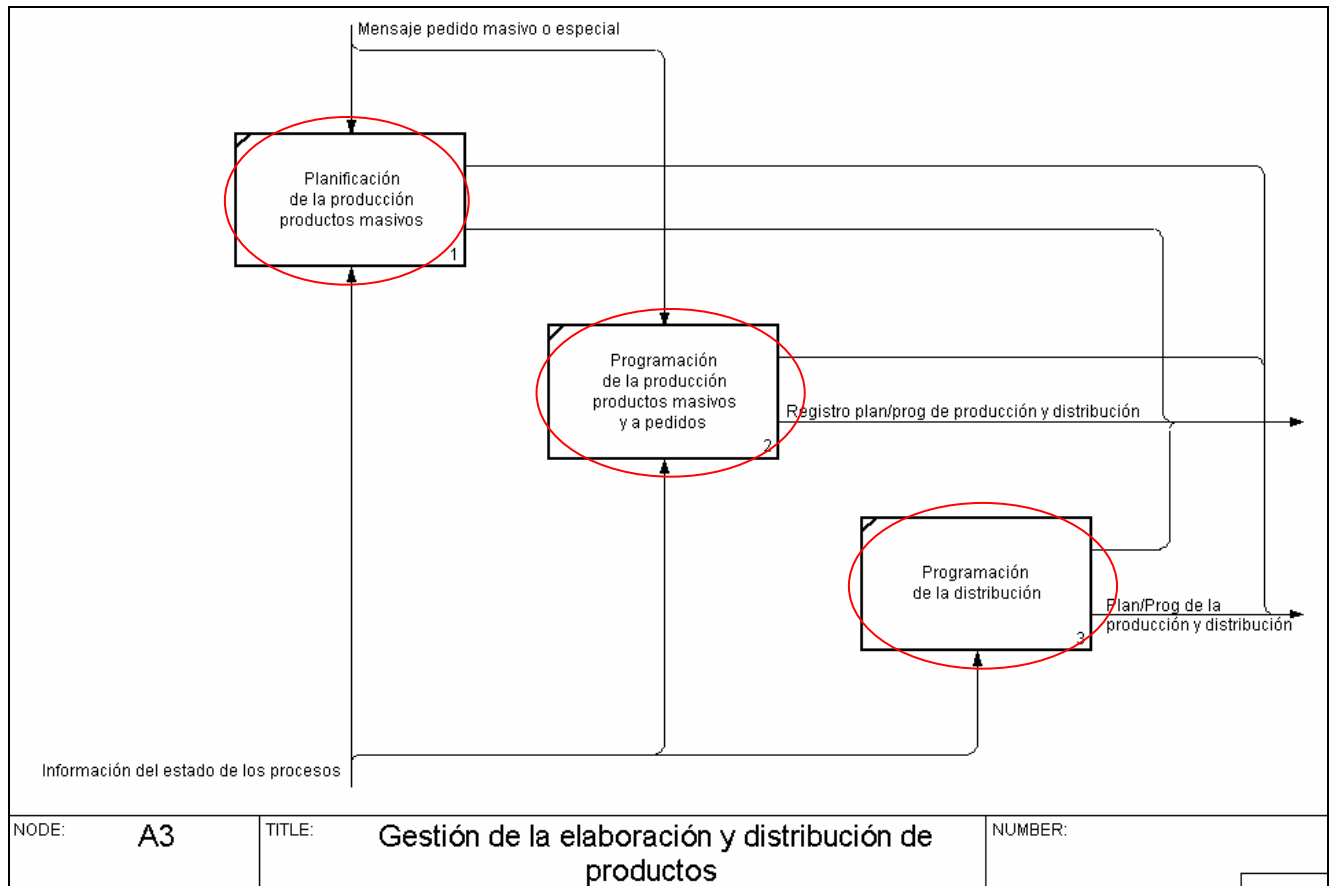 Mensaje pedido masivo o especial
Planificación
de la producción
productos masivos
1
Programación
de la producción
productos masivos
y a pedidos
2
Registro plan/prog de producción y distribución
Programación
de la distribución
3
Plan/Prog de la
producción y distribución
Información del estado de los procesos
NODE:
A3
TITLE:
Gestión de la elaboración y distribución de
productos
NUMBER: